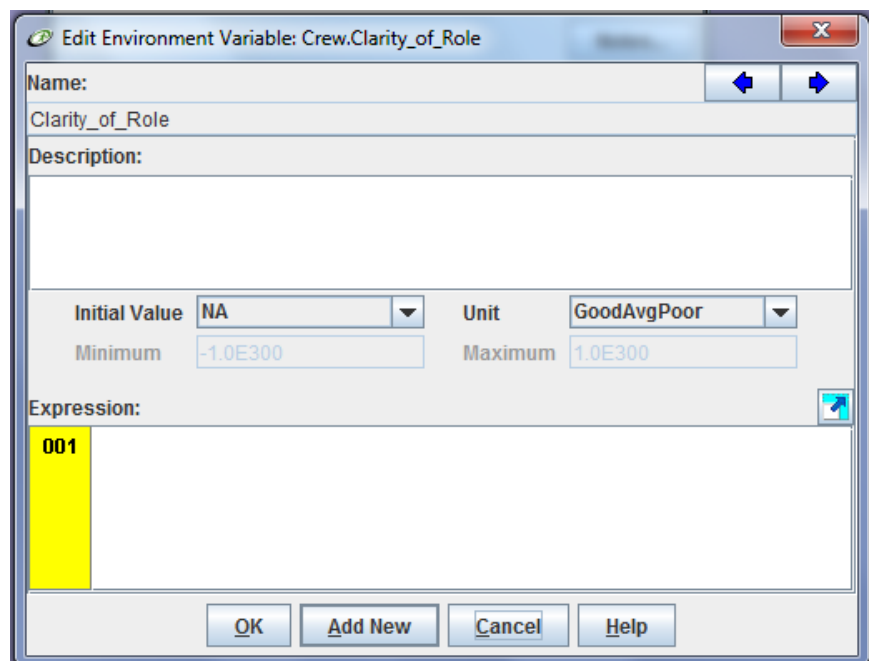 Edit Environment Variable: Crew.Clarity_of_Role
Name:
Clarity_of_Role
Description:
Initial Value NA Unit GoodAvgPoor
Minimum -1.0E300 Maximum 1.0E300
Expression:
001
OK Add New Cancel Help